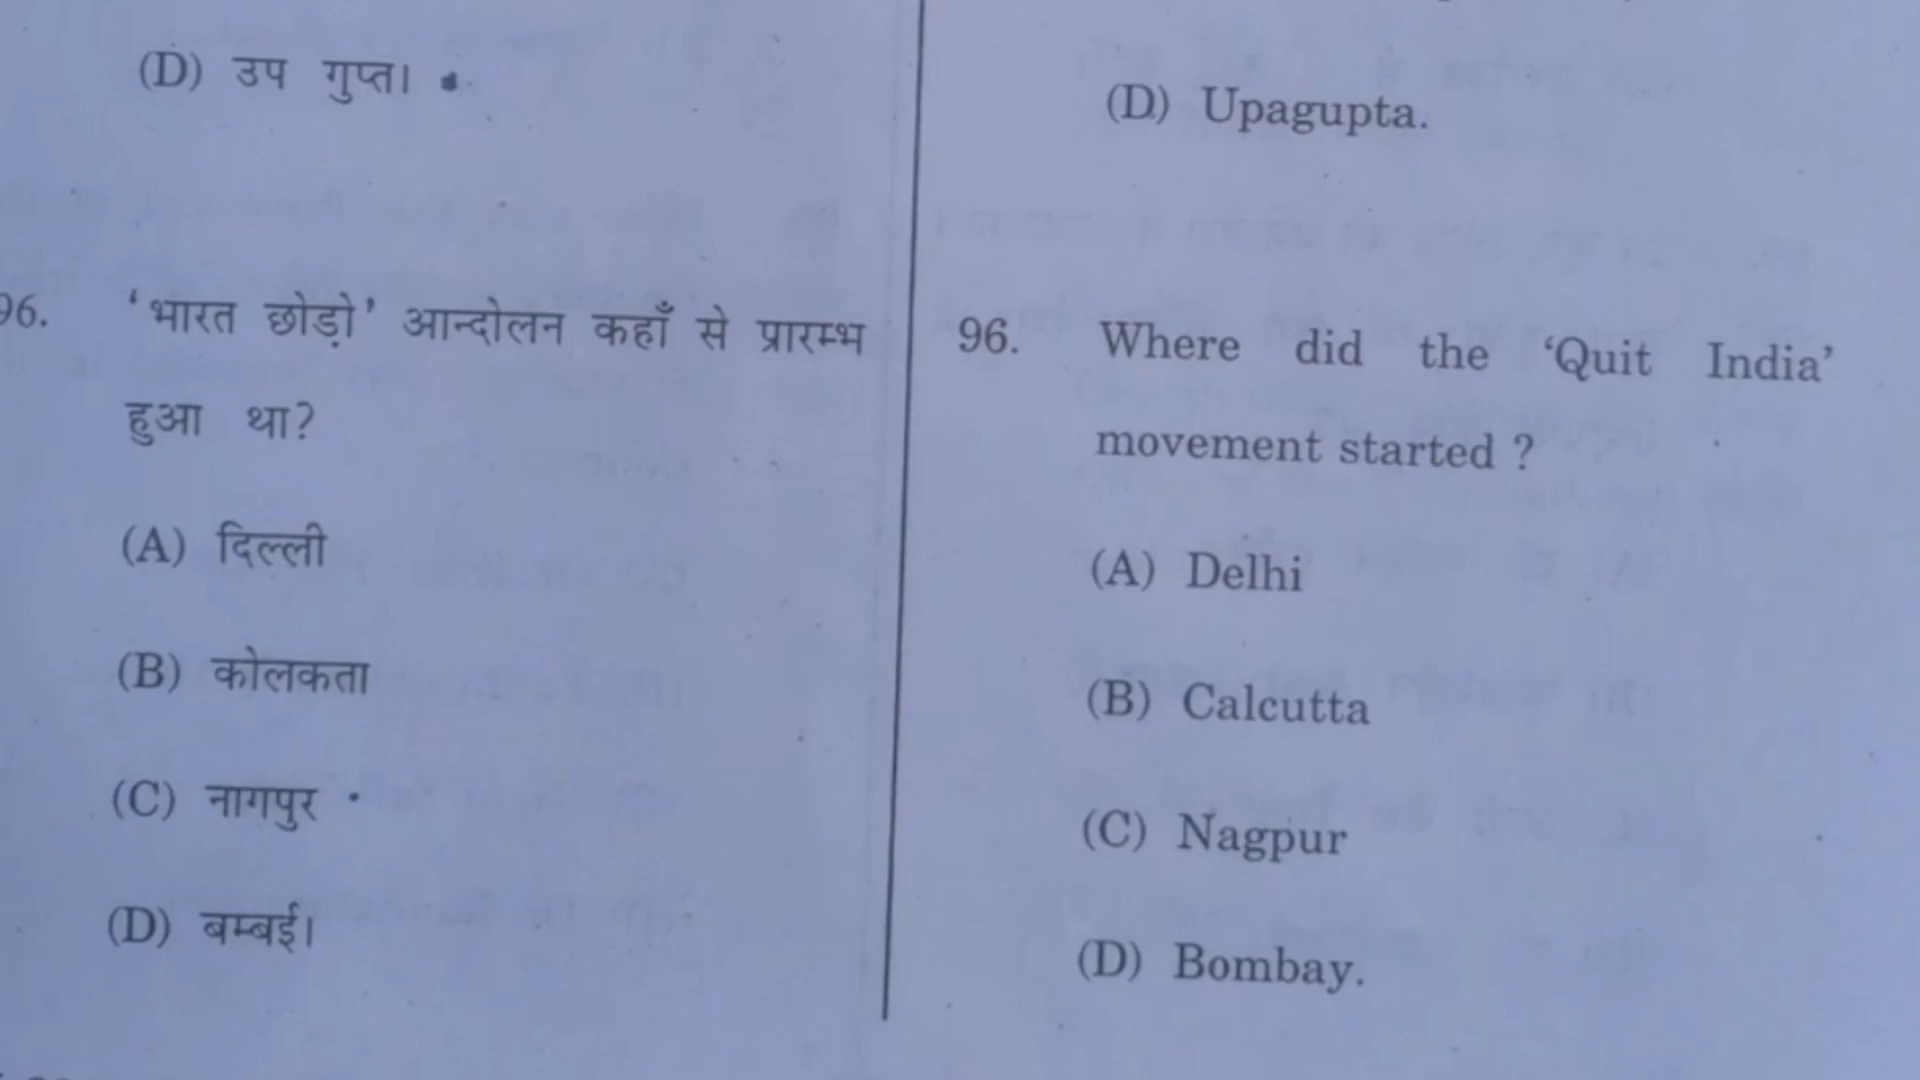 (D) उप गुप्त।
96. 'भारत छोड़ो' आन्दोलन कहाँ से प्रारम्भ
हुआ था?
(A) दिल्ली
(B) कोलकता
(C) नागपुर
(D) बम्बई।
(D) Upagupta.
96. Where did the 'Quit India'
movement started ?
(A) Delhi
(B) Calcutta
(C) Nagpur
(D) Bombay.